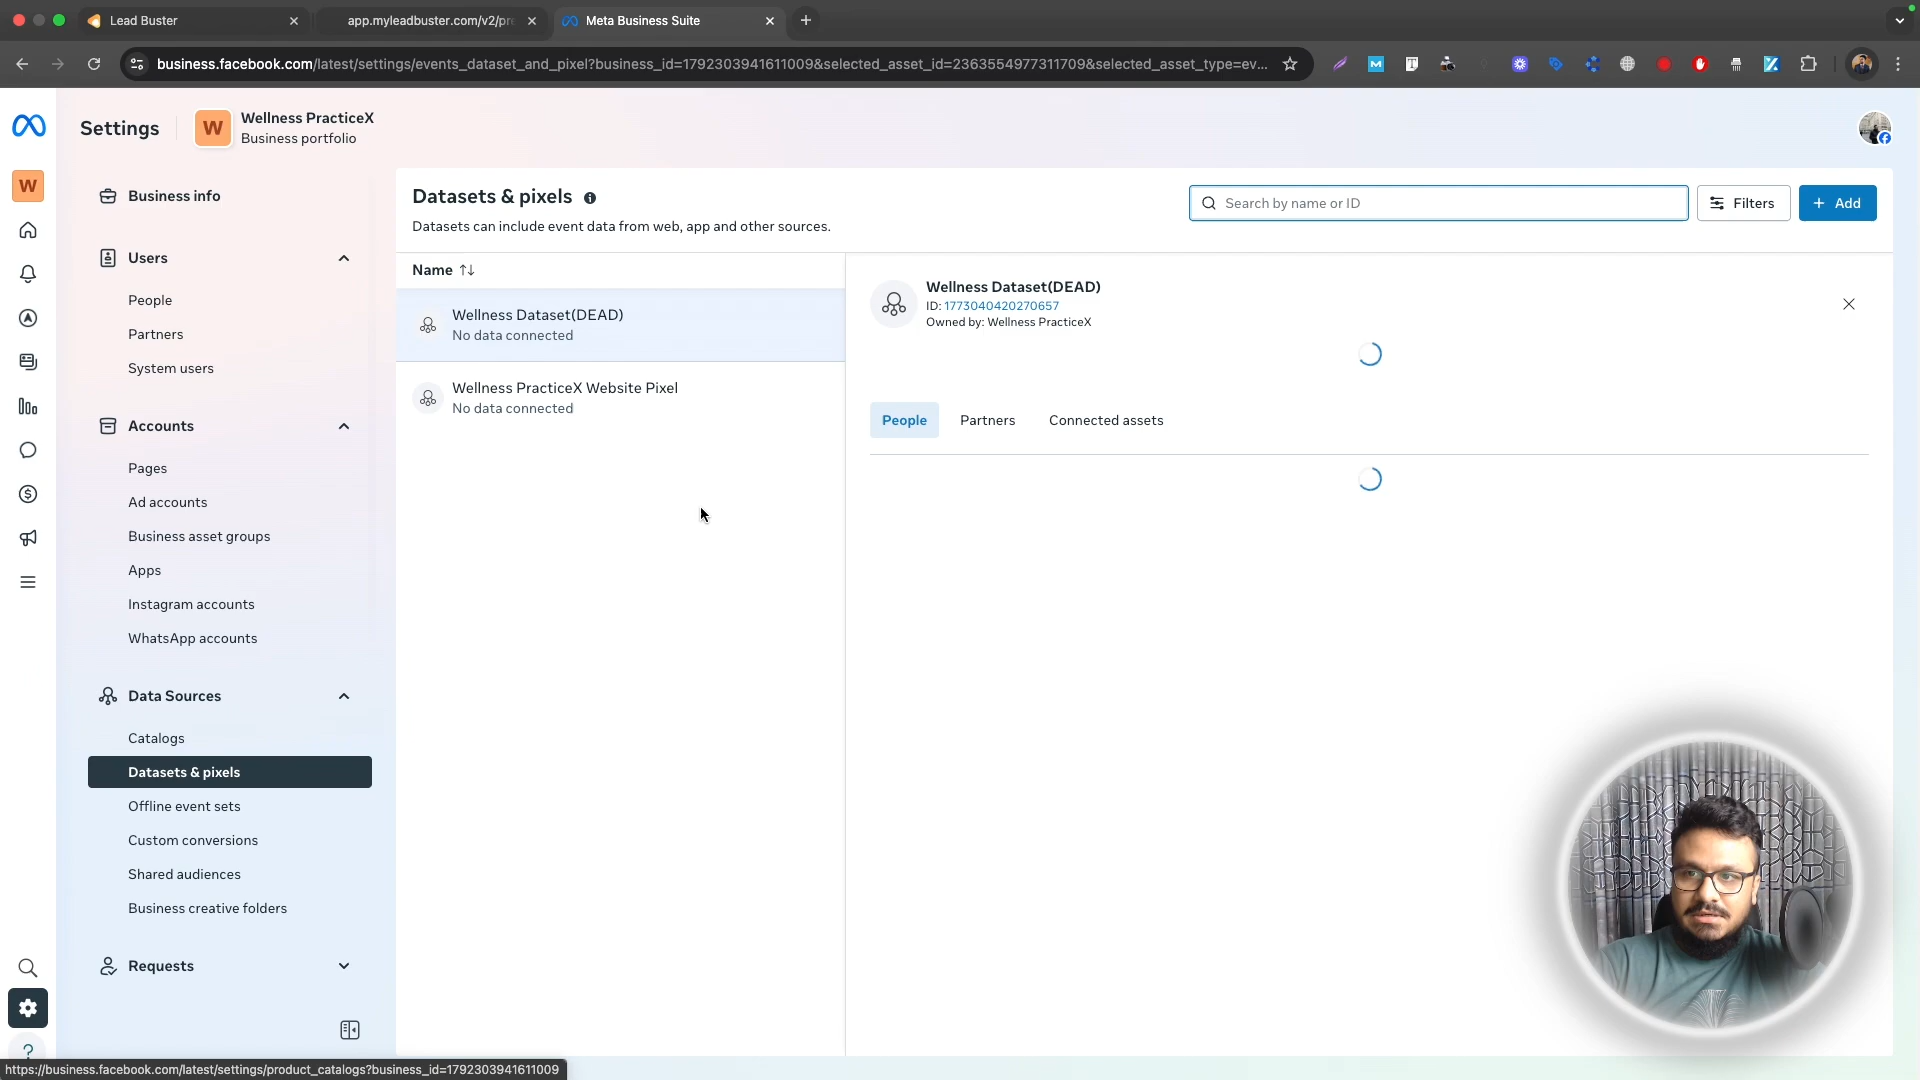 Lead Buster
app.myleadbuster.com/v2/pre
Meta Business Suite
business.facebook.com/latest/settings/events_dataset_and_pixel?business_id=1792303941611009&selected_asset_id=2363554977311709&selected_asset_type=ev...
Settings
W
Wellness PracticeX
Business portfolio
W
Business info
Users
People
Partners
System users
Accounts
Pages
Ad accounts
Business asset groups
Apps
Instagram accounts
WhatsApp accounts
Data Sources
Catalogs
Datasets & pixels
Offline event sets
Custom conversions
Shared audiences
Business creative folders
Requests
Datasets & pixels
Datasets can include event data from web, app and other sources.
Search by name or ID
Filters
+ Add
Name
Wellness Dataset(DEAD)
No data connected
Wellness PracticeX Website Pixel
No data connected
Wellness Dataset(DEAD)
ID: 1773040420270657
Owned by: Wellness PracticeX
People
Partners
Connected assets
https://business.facebook.com/latest/settings/product_catalogs?business_id=1792303941611009